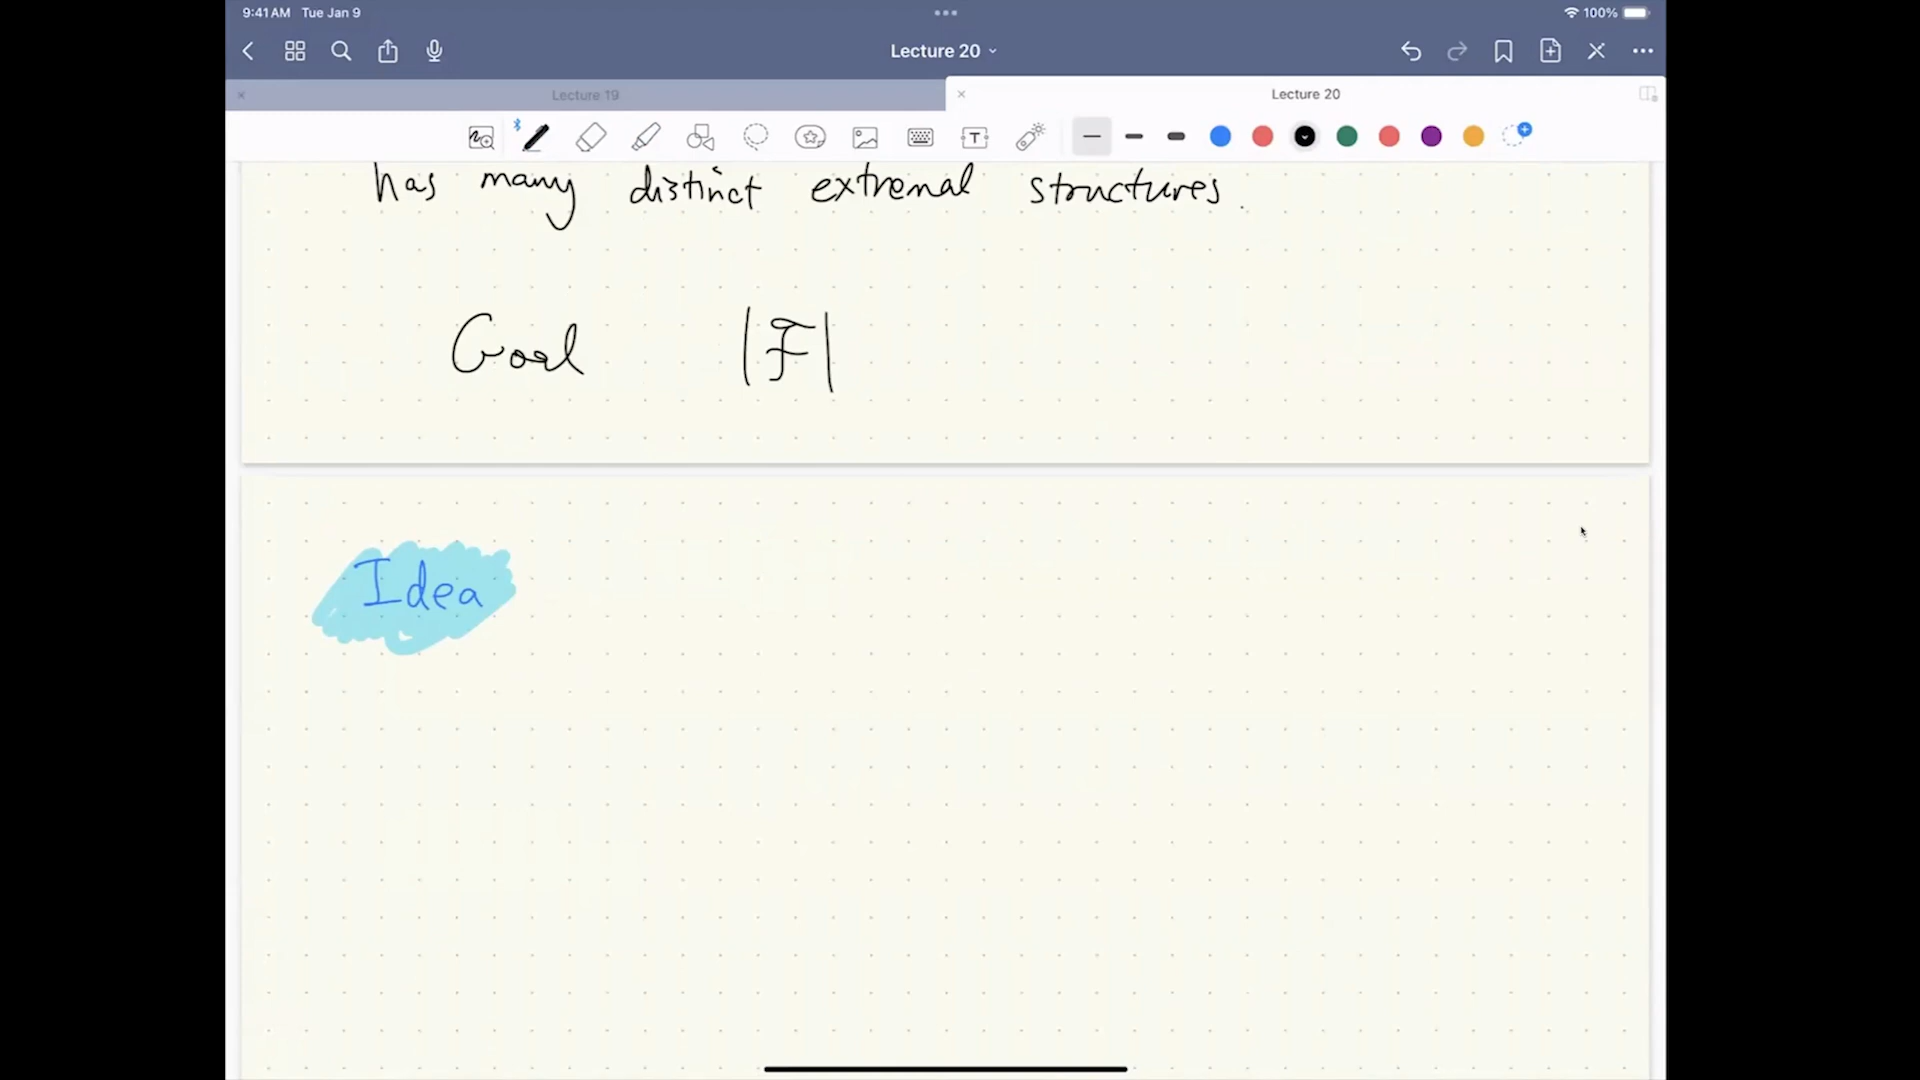 9:41 AM Tue Jan 9
100%
Lecture 20
Lecture 19
Lecture 20
T
has many distinct extremal structures.
Goal |ℱ|
Idea